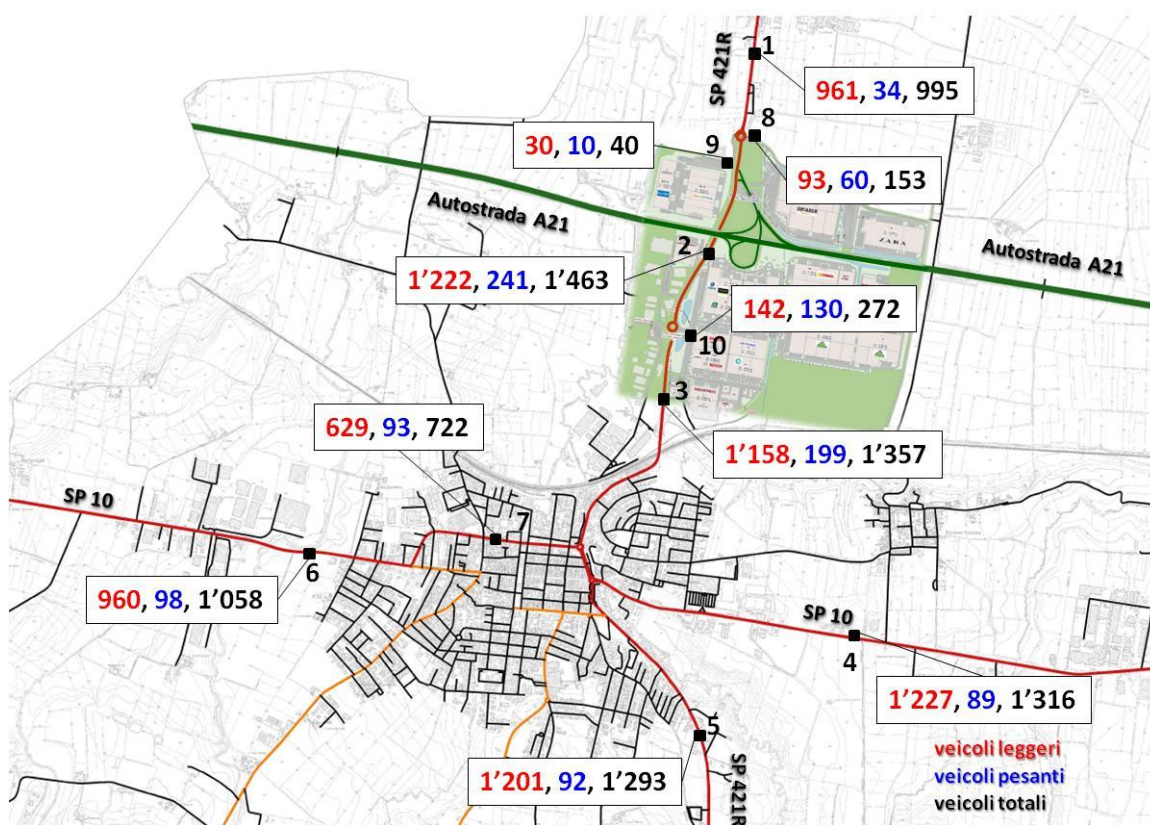 1
SP 421R
961, 34, 995
8
30, 10, 40
9
93, 60, 153
Autostrada A21
ZARA
2
Autostrada A21
1'222, 241, 1'463
142, 130, 272
10
3
629, 93, 722
1'158, 199, 1'357
SP 10
7
6
960, 98, 1'058
SP 10
4
1'227, 89, 1'316
5
SP 421R
veicoli leggeri
1'201, 92, 1'293
veicoli pesanti
veicoli totali